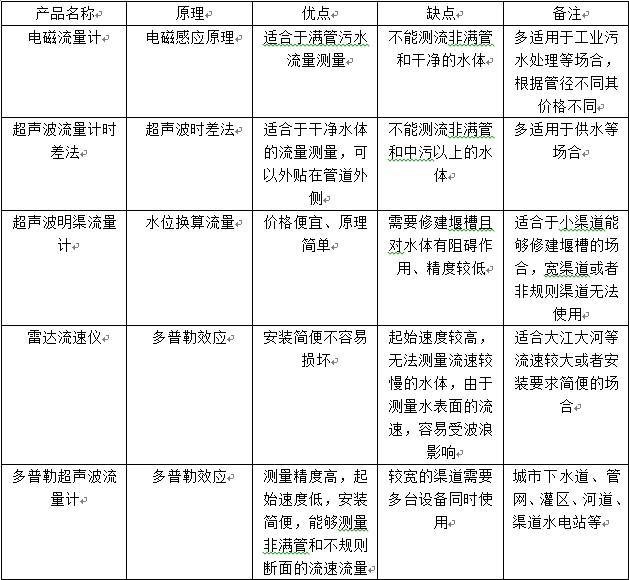 产品名称 原理 优点 缺点 备注
电磁流量计 电磁感应原理 适合于满管污水 不能测流非满管 多适用于工业污
流量测量 和干净的水体 水处理等场合，
根据管径不同其
价格不同
超声波流量计时 超声波时差法 适合于干净水体 不能测流非满管 多适用于供水等
差法 的流量测量，可 和中污以上的水 场合
以外贴在管道外 体
侧
超声波明渠流量 水位换算流量 价格便宜、原理 需要修建堰槽且 适合于小渠道能
计 简单 对水体有阻碍作 够修建堰槽的场
用、精度较低 合，宽渠道或者
非规则渠道无法
使用
雷达流速仪 多普勒效应 安装简便不容易 起始速度较高， 适合大江大河等
损坏 无法测量流速较 流速较大或者安
慢的水体，由于 装要求简便的场
测量水表面的流 合
速，容易受波浪
影响
多普勒超声波流 多普勒效应 测量精度高，起 较宽的渠道需要 城市下水道、管
量计 始速度低，安装 多台设备同时使 网、灌区、河道、
简便，能够测量 用 渠道水电站等
非满管和不规则
断面的流速流量